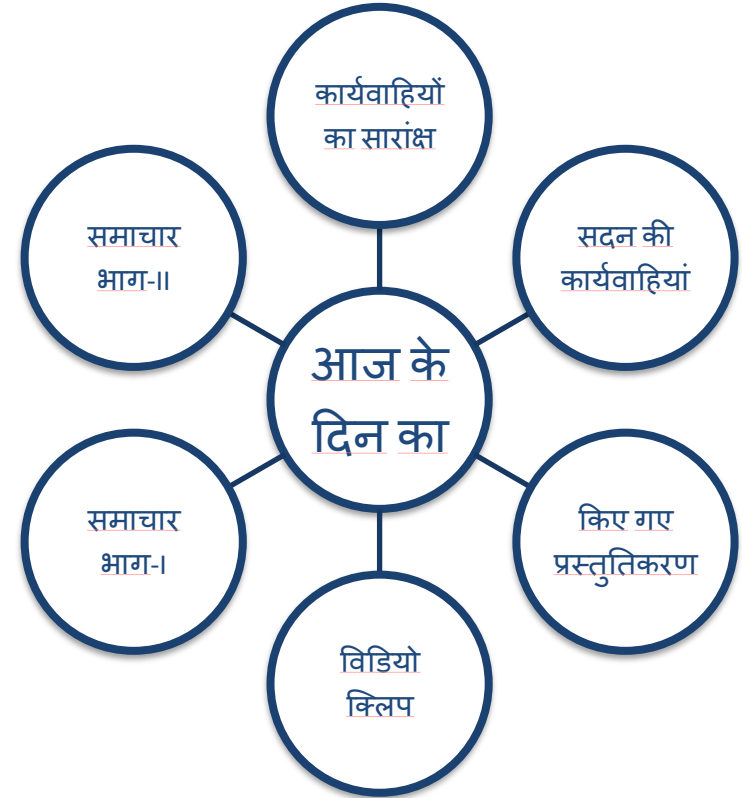 कार्यवाहियों
का सारांक्ष
समाचार
भाग-II
सदन की
कार्यवाहियां
आज के
दिन का
समाचार
भाग-I
किए गए
प्रस्तुतिकरण
विडियो
क्लिप